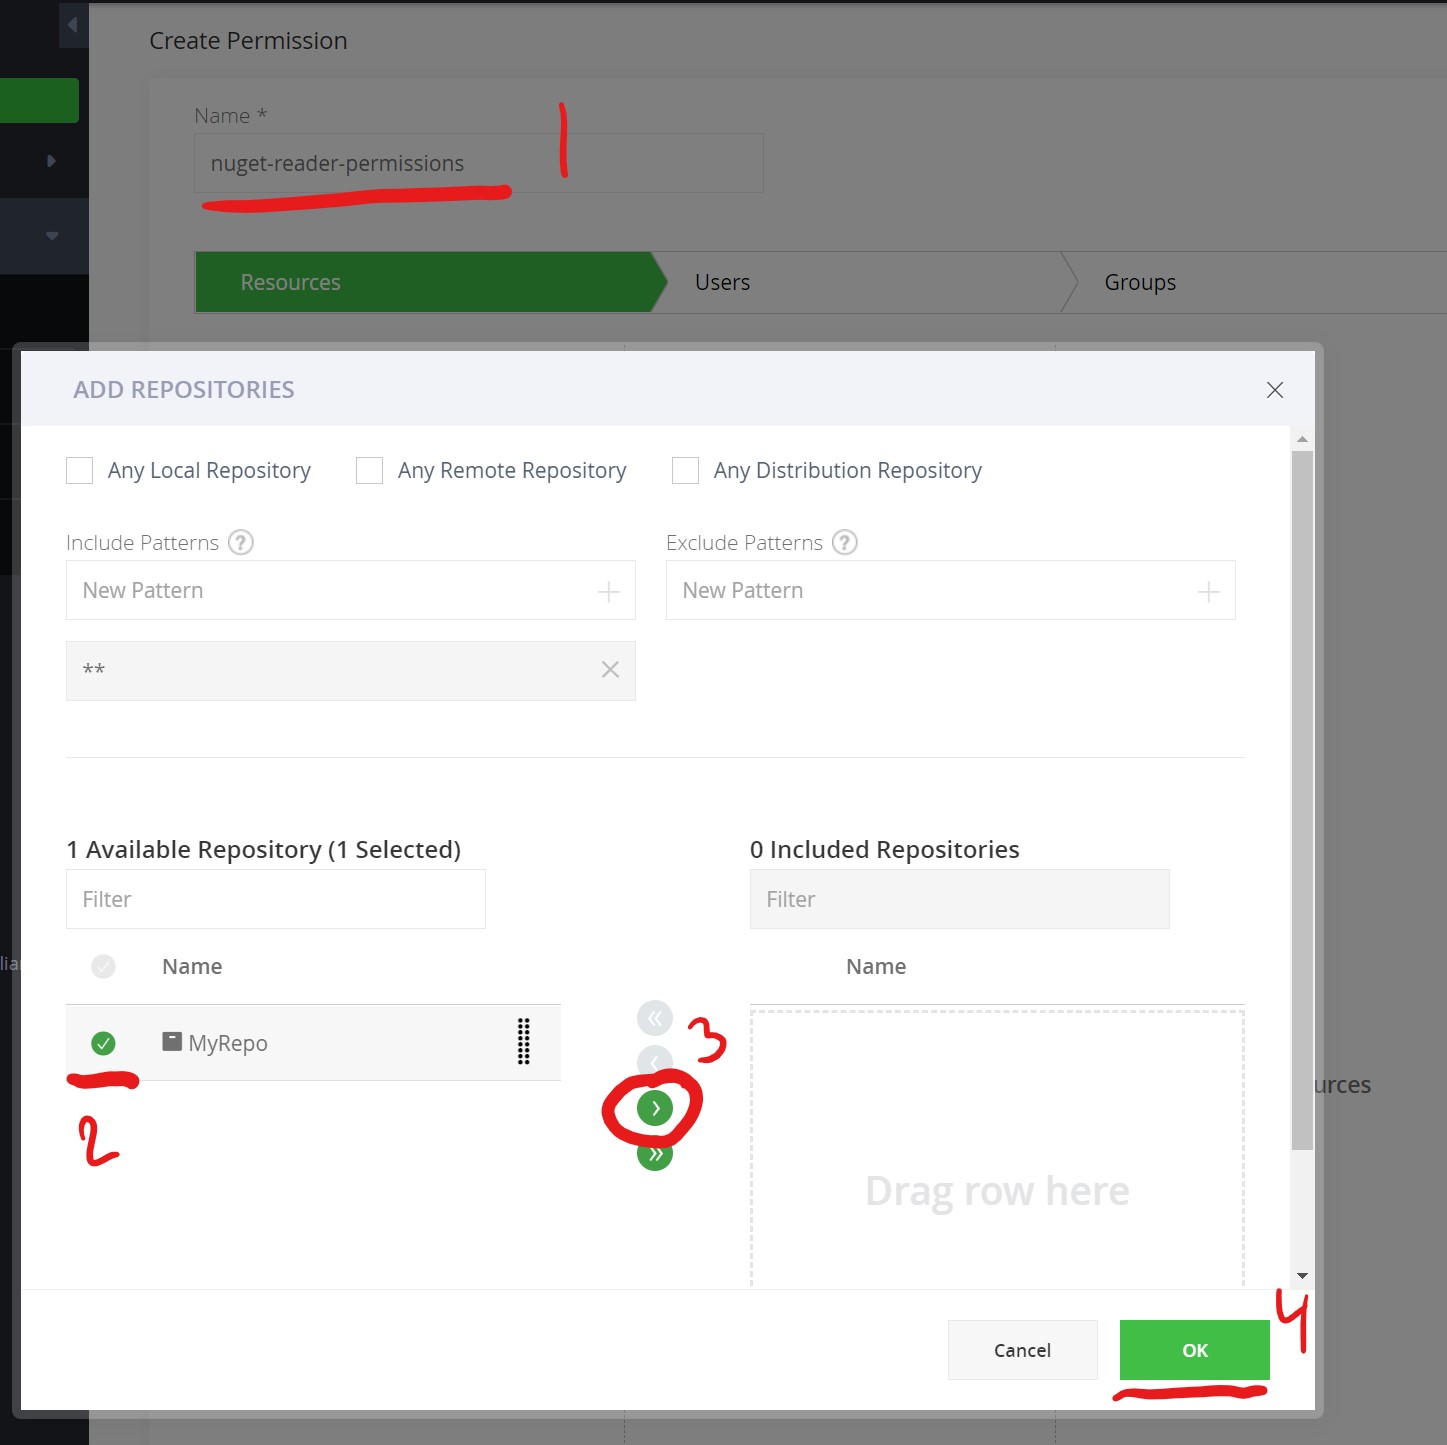 Create Permission
Name *
1
nuget-reader-permissions
Resources
Users
Groups
ADD REPOSITORIES
Any Local Repository
Any Remote Repository
Any Distribution Repository
Include Patterns ?
Exclude Patterns ?
New Pattern
New Pattern
**
1 Available Repository (1 Selected)
0 Included Repositories
Filter
Filter
Name
Name
MyRepo
3
2
urces
Drag row here
4
Cancel
OK